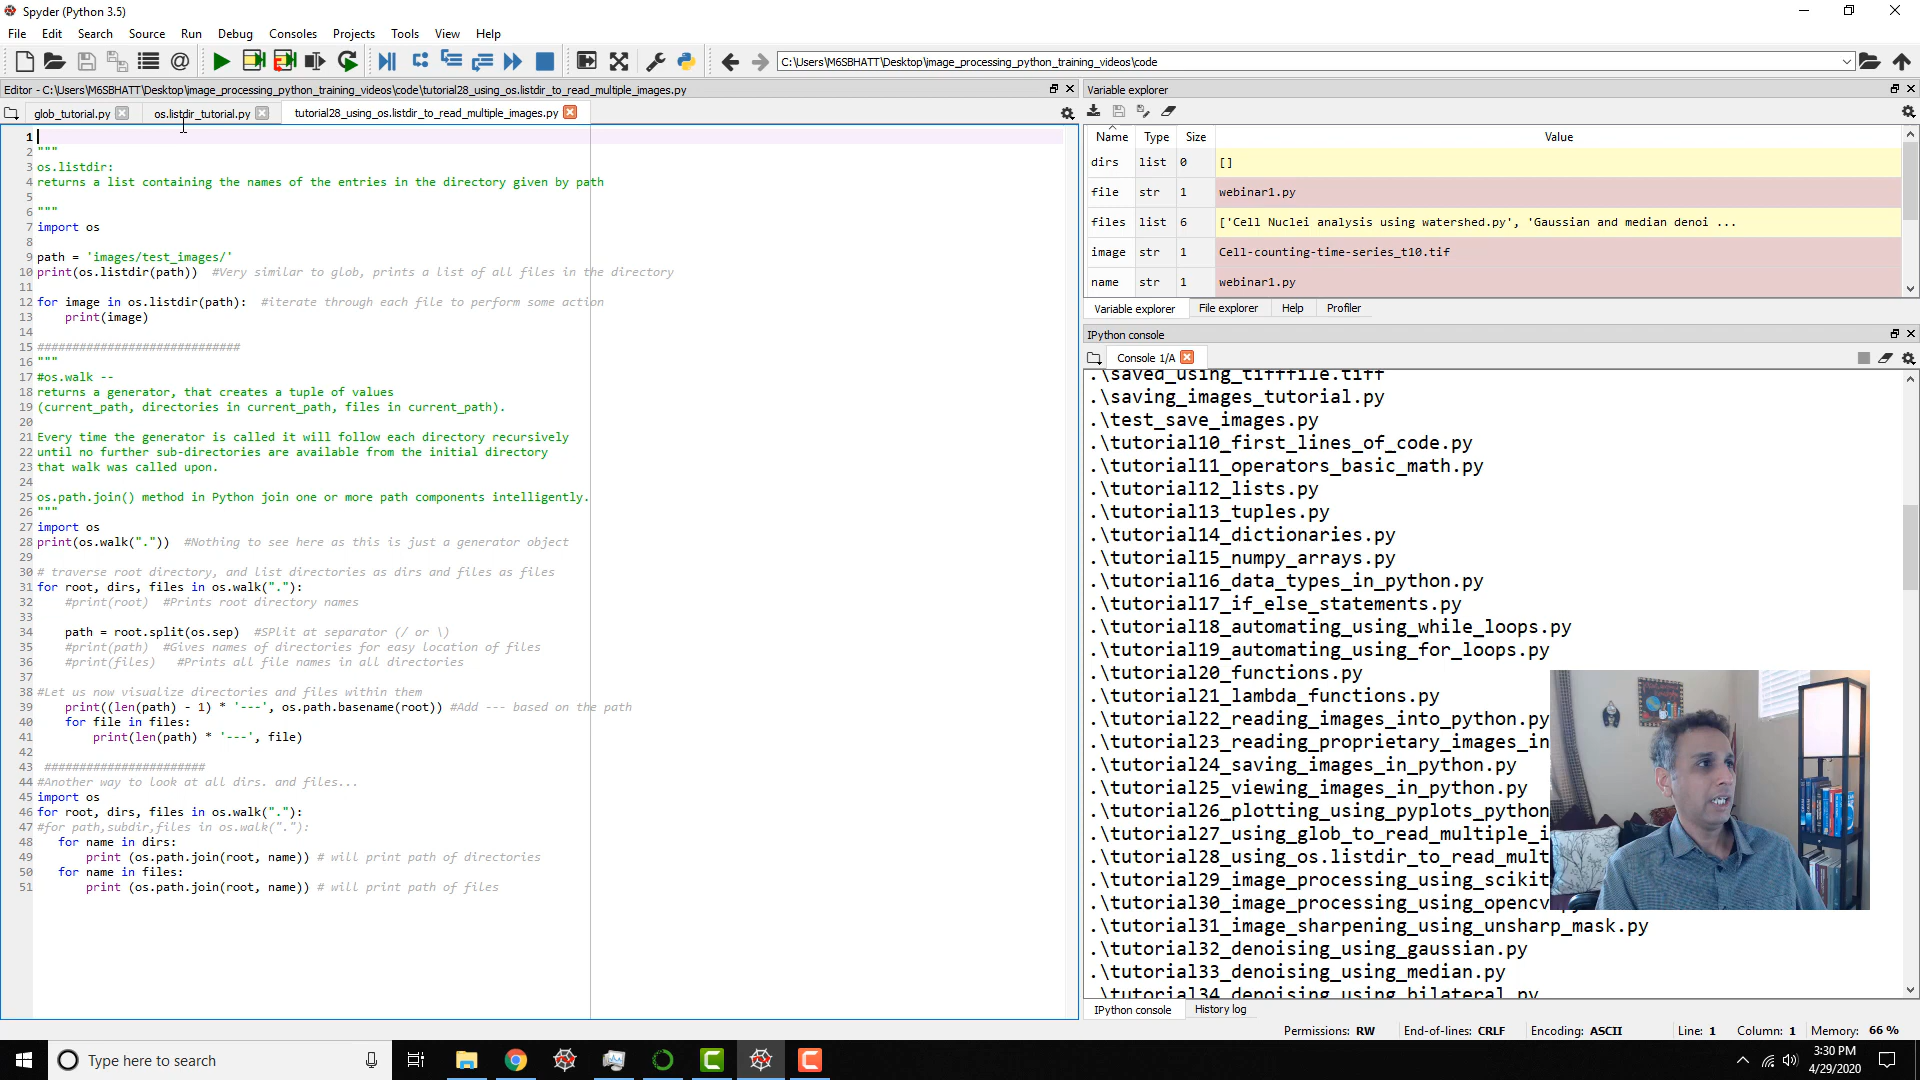 Spyder (Python 3.5)
File Edit Search Source Run Debug Consoles Projects Tools View Help
C:\Users\M6SBHATT\Desktop\image_processing_python_training_videos\code
Editor - C:\Users\M6SBHATT\Desktop\image_processing_python_training_videos\code\tutorial28_using_os.listdir_to_read_multiple_images.py
glob_tutorial.py os.listdir_tutorial.py tutorial28_using_os.listdir_to_read_multiple_images.py
1
2 """
3 os.listdir:
4 returns a list containing the names of the entries in the directory given by path
5
6 """
7 import os
8
9 path = 'images/test_images/'
10 print(os.listdir(path))  #Very similar to glob, prints a list of all files in the directory
11
12 for image in os.listdir(path):  #iterate through each file to perform some action
13     print(image)
14
15 #############################
16 """
17 #os.walk --
18 returns a generator, that creates a tuple of values
19 (current_path, directories in current_path, files in current_path).
20
21 Every time the generator is called it will follow each directory recursively
22 until no further sub-directories are available from the initial directory
23 that walk was called upon.
24
25 os.path.join() method in Python join one or more path components intelligently.
26 """
27 import os
28 print(os.walk("."))  #Nothing to see here as this is just a generator object
29
30 # traverse root directory, and list directories as dirs and files as files
31 for root, dirs, files in os.walk("."):
32     #print(root)  #Prints root directory names
33
34     path = root.split(os.sep)  #SPlit at separator (/ or \)
35     #print(path)  #Gives names of directories for easy location of files
36     #print(files)   #Prints all file names in all directories
37
38 #Let us now visualize directories and files within them
39     print((len(path) - 1) * '---', os.path.basename(root)) #Add --- based on the path
40     for file in files:
41         print(len(path) * '---', file)
42
43  #######################
44 #Another way to look at all dirs. and files...
45 import os
46 for root, dirs, files in os.walk("."):
47 #for path,subdir,files in os.walk("."):
48    for name in dirs:
49        print (os.path.join(root, name)) # will print path of directories
50    for name in files:
51        print (os.path.join(root, name)) # will print path of files
Variable explorer
Name Type Size Value
dirs list 0 []
file str 1 webinar1.py
files list 6 ['Cell Nuclei analysis using watershed.py', 'Gaussian and median denoi ...
image str 1 Cell-counting-time-series_t10.tif
name str 1 webinar1.py
Variable explorer File explorer Help Profiler
IPython console
Console 1/A
.\saved_using_tifffile.tiff
.\saving_images_tutorial.py
.\test_save_images.py
.\tutorial10_first_lines_of_code.py
.\tutorial11_operators_basic_math.py
.\tutorial12_lists.py
.\tutorial13_tuples.py
.\tutorial14_dictionaries.py
.\tutorial15_numpy_arrays.py
.\tutorial16_data_types_in_python.py
.\tutorial17_if_else_statements.py
.\tutorial18_automating_using_while_loops.py
.\tutorial19_automating_using_for_loops.py
.\tutorial20_functions.py
.\tutorial21_lambda_functions.py
.\tutorial22_reading_images_into_python.py
.\tutorial23_reading_proprietary_images_in
.\tutorial24_saving_images_in_python.py
.\tutorial25_viewing_images_in_python.py
.\tutorial26_plotting_using_pyplots_python
.\tutorial27_using_glob_to_read_multiple_i
.\tutorial28_using_os.listdir_to_read_mult
.\tutorial29_image_processing_using_scikit
.\tutorial30_image_processing_using_opencv.py
.\tutorial31_image_sharpening_using_unsharp_mask.py
.\tutorial32_denoising_using_gaussian.py
.\tutorial33_denoising_using_median.py
.\tutorial34_denoising_using_bilateral.py
IPython console History log
Permissions: RW End-of-lines: CRLF Encoding: ASCII Line: 1 Column: 1 Memory: 66 %
Type here to search
3:30 PM
4/29/2020